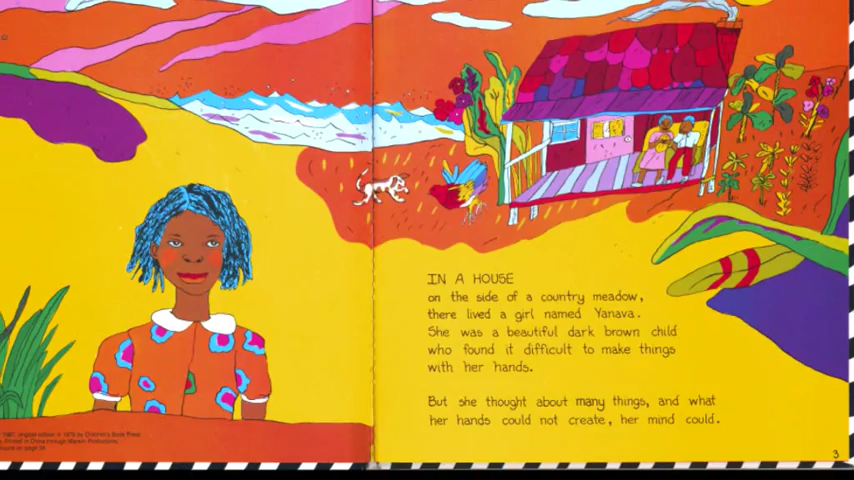 IN A HOUSE
on the side of a country meadow,
there lived a girl named Yanava.
She was a beautiful dark brown child
who found it difficult to make things
with her hands.
But she thought about many things, and what
her hands could not create, her mind could.
3